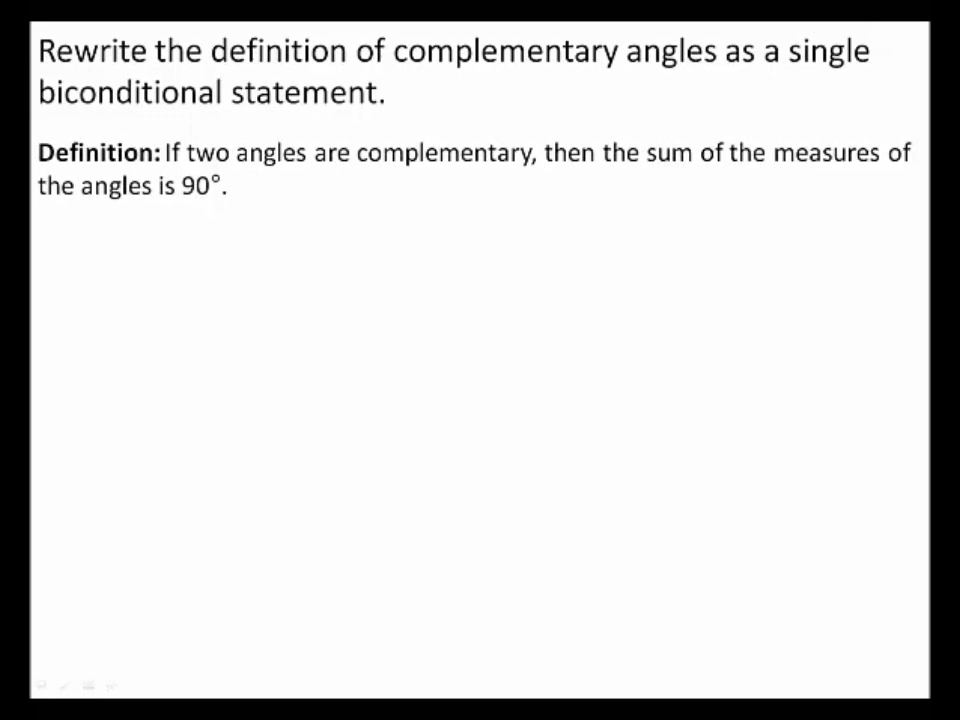 Rewrite the definition of complementary angles as a single
biconditional statement.
Definition: If two angles are complementary, then the sum of the measures of
the angles is 90°.